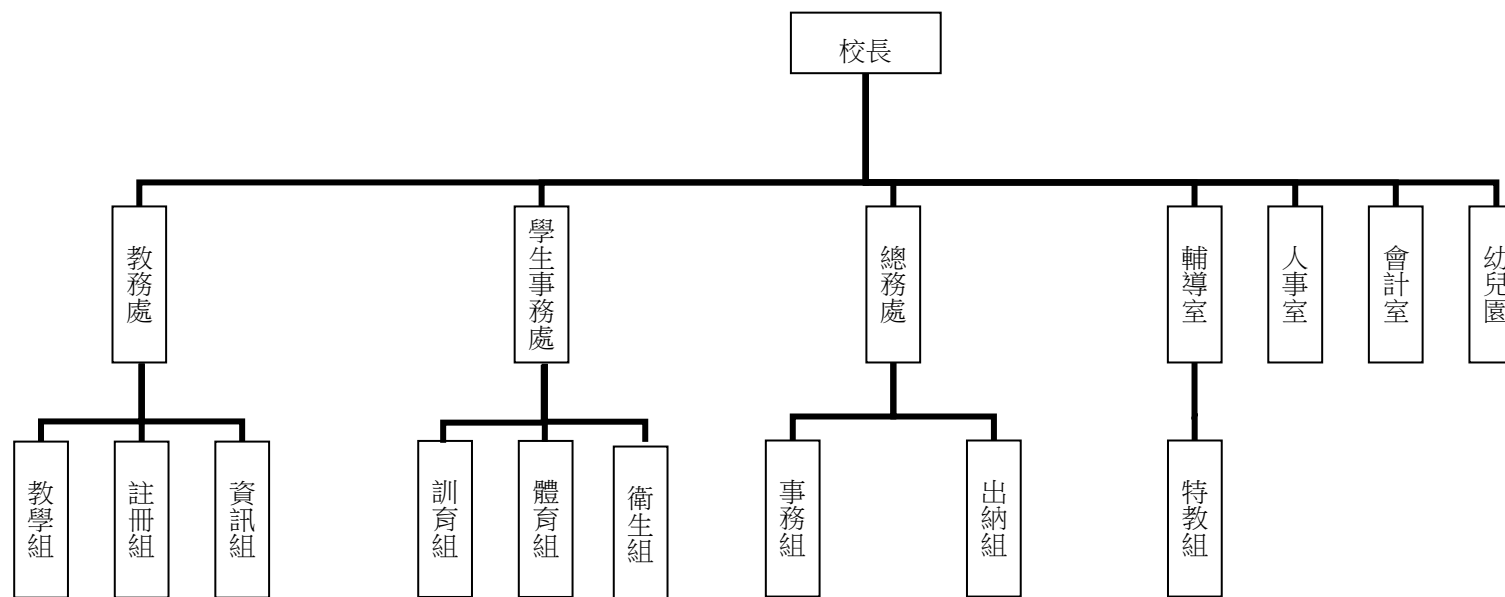 校長
教務處
學生事務處
總務處
輔導室
人事室
會計室
幼兒園
教學組
註冊組
資訊組
訓育組
體育組
衛生組
事務組
出納組
特教組